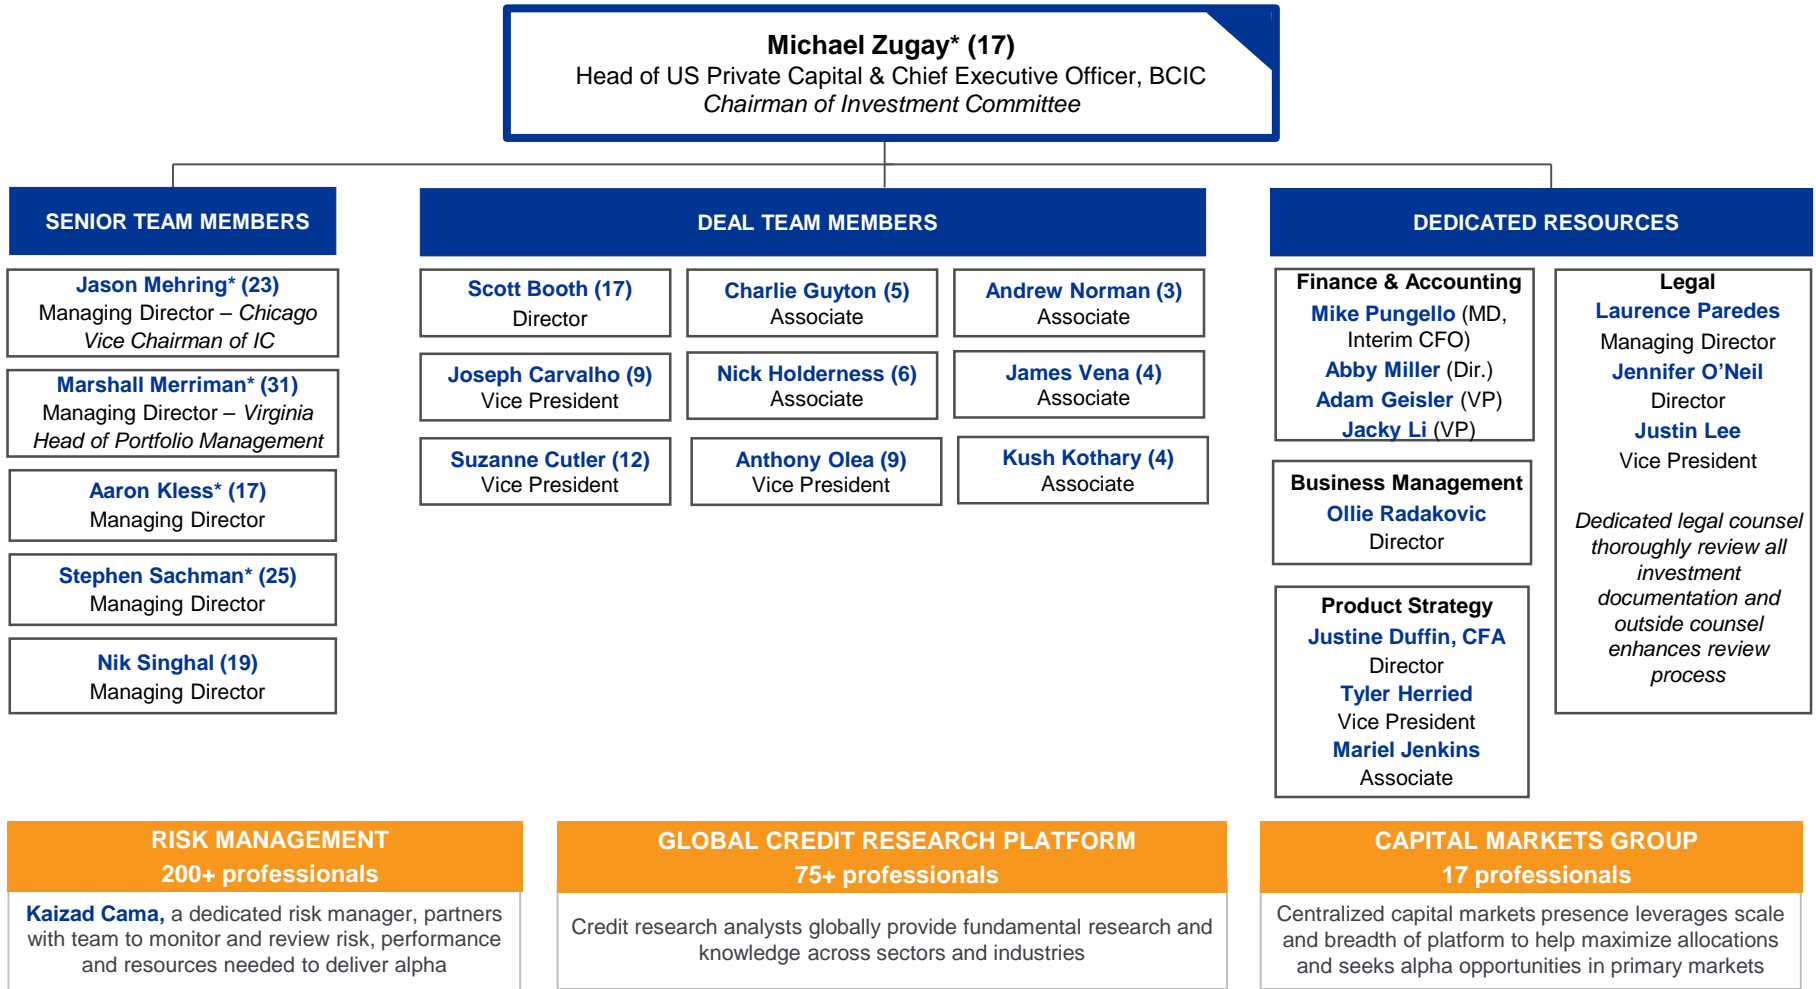 Michael Zugay* (17)
Head of US Private Capital & Chief Executive Officer, BCIC
Chairman of Investment Committee
SENIOR TEAM MEMBERS
Jason Mehring* (23)
Managing Director – Chicago
Vice Chairman of IC
Marshall Merriman* (31)
Managing Director – Virginia
Head of Portfolio Management
Aaron Kless* (17)
Managing Director
Stephen Sachman* (25)
Managing Director
Nik Singhal (19)
Managing Director
DEAL TEAM MEMBERS
Scott Booth (17)
Director
Charlie Guyton (5)
Associate
Andrew Norman (3)
Associate
Joseph Carvalho (9)
Vice President
Nick Holderness (6)
Associate
James Vena (4)
Associate
Suzanne Cutler (12)
Vice President
Anthony Olea (9)
Vice President
Kush Kothary (4)
Associate
DEDICATED RESOURCES
Finance & Accounting
Mike Pungello (MD,
Interim CFO)
Abby Miller (Dir.)
Adam Geisler (VP)
Jacky Li (VP)
Business Management
Ollie Radakovic
Director
Product Strategy
Justine Duffin, CFA
Director
Tyler Herried
Vice President
Mariel Jenkins
Associate
Legal
Laurence Paredes
Managing Director
Jennifer O’Neil
Director
Justin Lee
Vice President
Dedicated legal counsel
thoroughly review all
investment
documentation and
outside counsel
enhances review
process
RISK MANAGEMENT
200+ professionals
Kaizad Cama, a dedicated risk manager, partners
with team to monitor and review risk, performance
and resources needed to deliver alpha
GLOBAL CREDIT RESEARCH PLATFORM
75+ professionals
Credit research analysts globally provide fundamental research and
knowledge across sectors and industries
CAPITAL MARKETS GROUP
17 professionals
Centralized capital markets presence leverages scale
and breadth of platform to help maximize allocations
and seeks alpha opportunities in primary markets